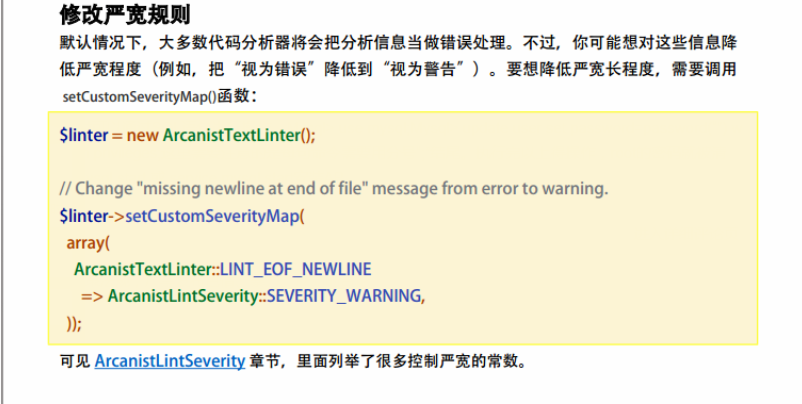 修改严宽规则
默认情况下，大多数代码分析器将会把分析信息当做错误处理。不过，你可能想对这些信息降
低严宽程度（例如，把“视为错误”降低到“视为警告”）。要想降低严宽长程度，需要调用
setCustomSeverityMap()函数：
$linter = new ArcanistTextLinter();
// Change "missing newline at end of file" message from error to warning.
$linter->setCustomSeverityMap(
array(
ArcanistTextLinter::LINT_EOF_NEWLINE
=> ArcanistLintSeverity::SEVERITY_WARNING,
));
可见 ArcanistLintSeverity 章节，里面列举了很多控制严宽的常数。